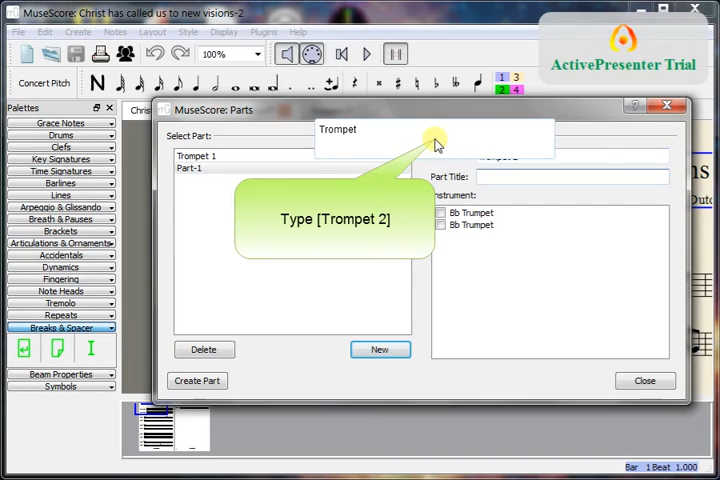 MuseScore: Christ has called us to new visions-2
File Edit Create Notes Layout Style Display Plugins Help
100%
ActivePresenter Trial
Concert Pitch
1 3
2 4
Palettes
Grace Notes
Drums
Clefs
Key Signatures
Time Signatures
Barlines
Lines
Arpeggio & Glissando
Breath & Pauses
Brackets
Articulations & Ornaments
Accidentals
Dynamics
Fingering
Note Heads
Tremolo
Repeats
Breaks & Spacer
Beam Properties
Symbols
MuseScore: Parts
Select Part:
Trompet
Trompet 1
Part-1
Part Title:
Instrument:
Bb Trumpet
Bb Trumpet
Type [Trompet 2]
Delete
New
Create Part
Close
Bar 1 Beat 1.000